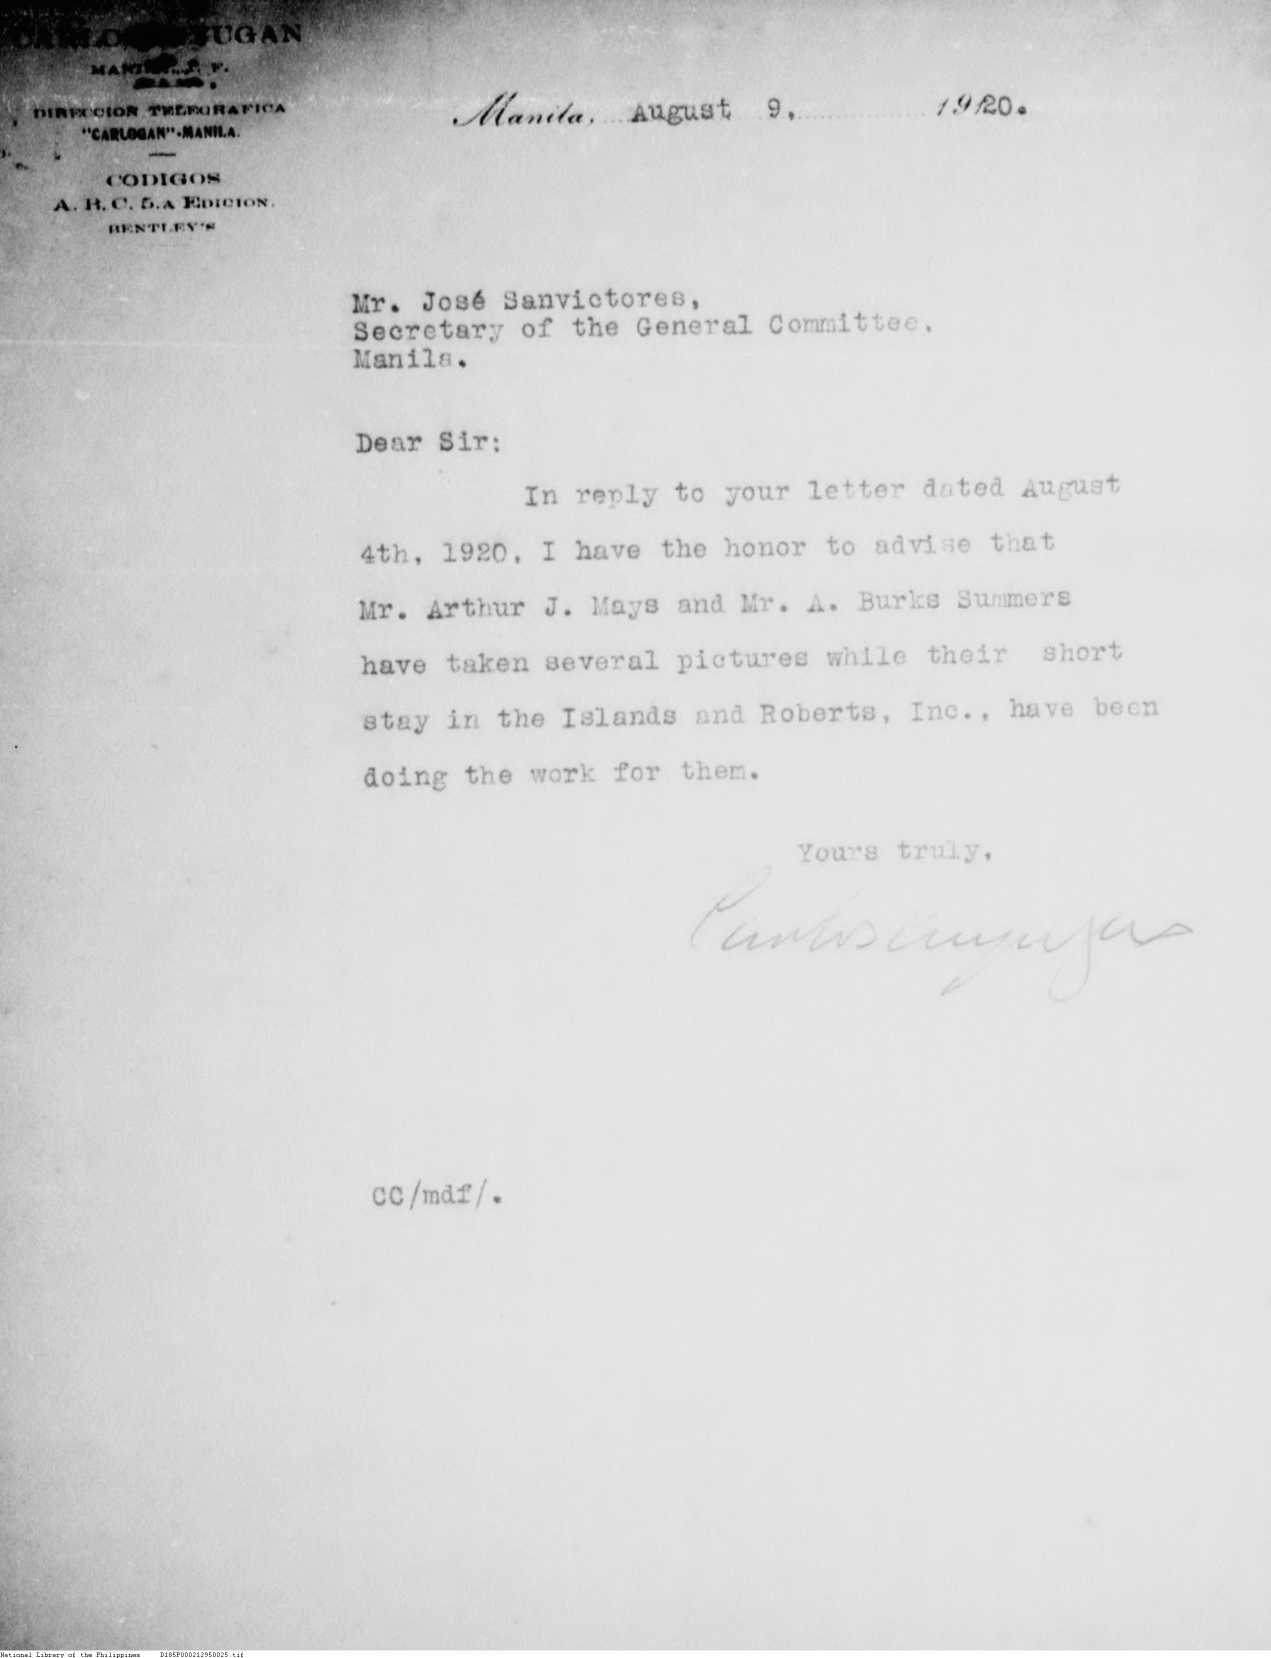 MANILA, P. F.
DIRECCION TELEGRAFICA
"CARLOGAN"-MANILA.
CODIGOS
A. B. C. 5.a EDICION.
BENTLEY'S
Manila, August 9, 1920.
Mr. José Sanvictores,
Secretary of the General Committee.
Manila.
Dear Sir:
In reply to your letter dated August
4th, 1920, I have the honor to advise that
Mr. Arthur J. Mays and Mr. A. Burks Summers
have taken several pictures while their short
stay in the Islands and Roberts, Inc., have been
doing the work for them.
Yours truly,
CC/mdf/.
National Library of the Philippines D185P000212950025.tif